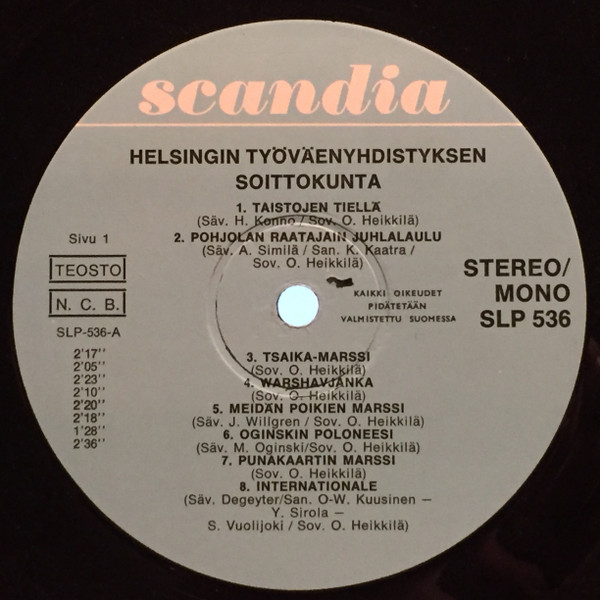 scandia
HELSINGIN TYÖVÄENYHDISTYKSEN
SOITTOKUNTA
1. TAISTOJEN TIELLÄ
(Säv. H. Konno / Sov. O. Heikkilä)
2. POHJOLAN RAATAJAIN JUHLALAULU
(Säv. A. Similä / San. K. Kaatra /
Sov. O. Heikkilä)
Sivu 1
TEOSTO
N. C. B.
SLP-536-A
2'17''
2'05''
2'23''
2'10''
2'20''
2'18''
1'28''
2'36''
KAIKKI OIKEUDET
PIDÄTETÄÄN
VALMISTETTU SUOMESSA
STEREO/
MONO
SLP 536
3. TSAIKA-MARSSI
(Sov. O. Heikkilä)
4. WARSHAVJANKA
(Sov. O. Heikkilä)
5. MEIDÄN POIKIEN MARSSI
(Säv. J. Willgren / Sov. O. Heikkilä)
6. OGINSKIN POLONEESI
(Säv. M. Oginski/Sov. O. Heikkilä)
7. PUNAKAARTIN MARSSI
(Sov. O. Heikkilä)
8. INTERNATIONALE
(Säv. Degeyter/San. O-W. Kuusinen –
Y. Sirola –
S. Vuolijoki / Sov. O. Heikkilä)